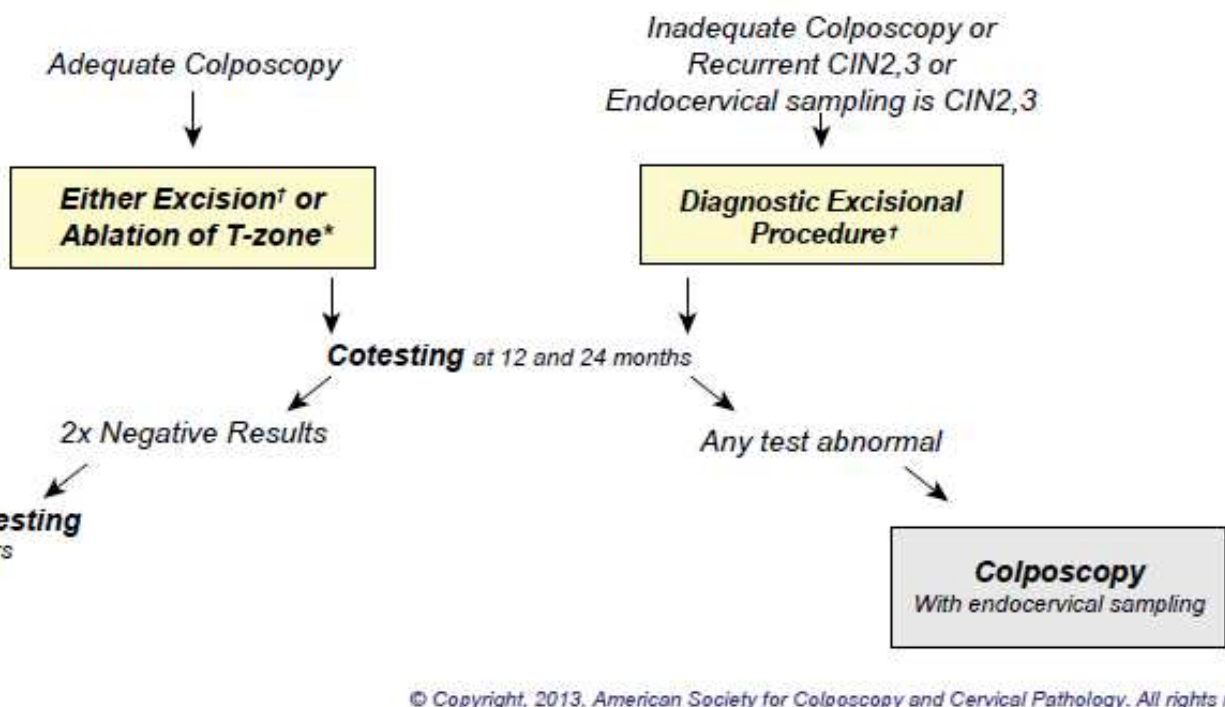 Adequate Colposcopy
Inadequate Colposcopy or
Recurrent CIN2,3 or
Endocervical sampling is CIN2,3
Either Excision† or
Ablation of T-zone*
Diagnostic Excisional
Procedure†
Cotesting at 12 and 24 months
2x Negative Results
Any test abnormal
esting
rs
Colposcopy
With endocervical sampling
© Copyright, 2013, American Society for Colposcopy and Cervical Pathology. All rights